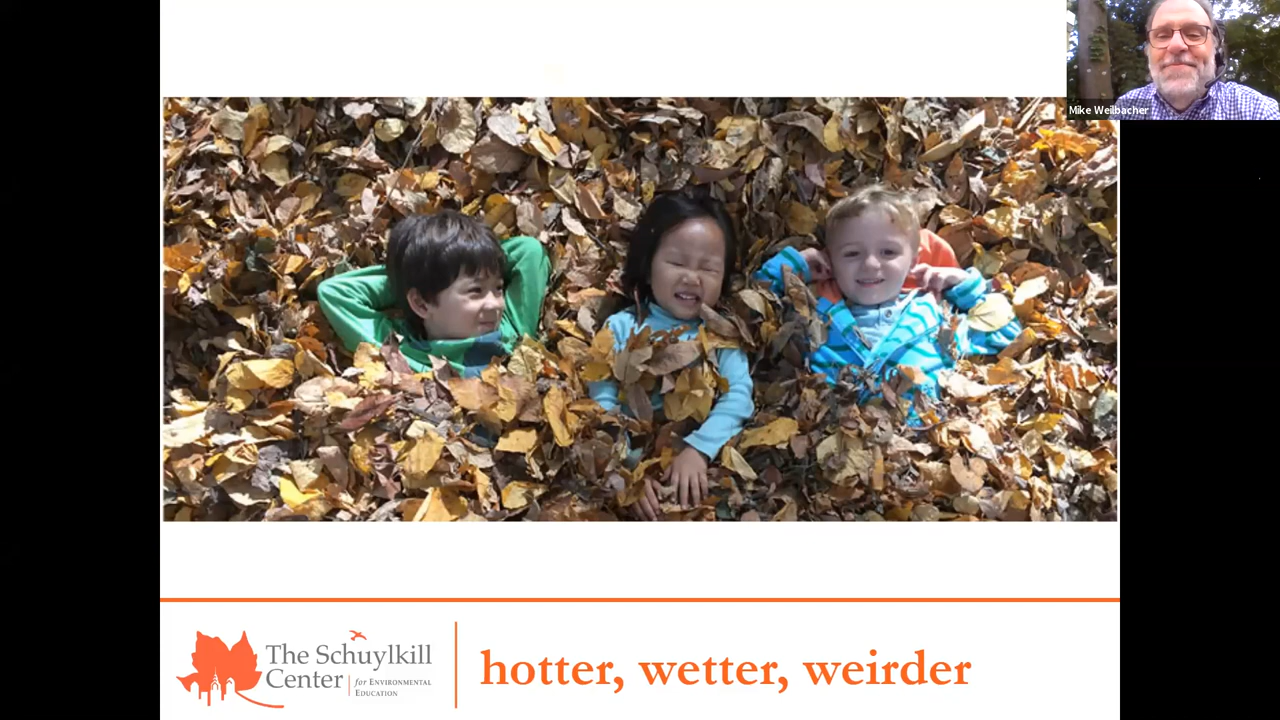 Mike Weilbacher
The Schuylkill
Center
for Environmental
Education
hotter, wetter, weirder